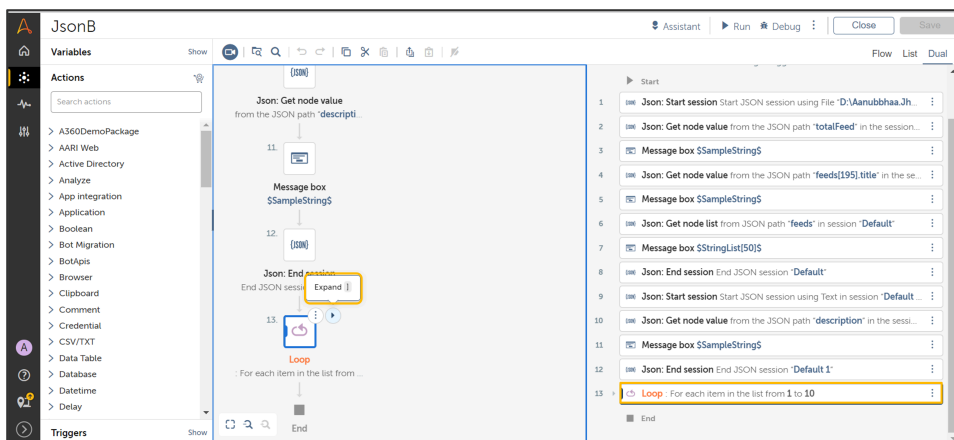 JsonB
Assistant
Run
Debug
Close
Save
Variables
Show
Flow
List
Dual
Actions
Search actions
A360DemoPackage
AARI Web
Active Directory
Analyze
App integration
Application
Boolean
Bot Migration
BotApis
Browser
Clipboard
Comment
Credential
CSV/TXT
Data Table
Database
Datetime
Delay
Triggers
Show
A
{JSON}
Json: Get node value
from the JSON path "descripti...
11.
Message box
$SampleString$
12.
{JSON}
Json: End session
End JSON sessi
Expand ]
13.
Loop
: For each item in the list from ...
End
Start
1 Json: Start session Start JSON session using File "D:\Aanubbhaa.Jh...
2 Json: Get node value from the JSON path "totalFeed" in the session...
3 Message box $SampleString$
4 Json: Get node value from the JSON path "feeds[195].title" in the se...
5 Message box $SampleString$
6 Json: Get node list from JSON path "feeds" in session "Default"
7 Message box $StringList[50]$
8 Json: End session End JSON session "Default"
9 Json: Start session Start JSON session using Text in session "Default ...
10 Json: Get node value from the JSON path "description" in the sessi...
11 Message box $SampleString$
12 Json: End session End JSON session "Default 1"
13 Loop : For each item in the list from 1 to 10
End